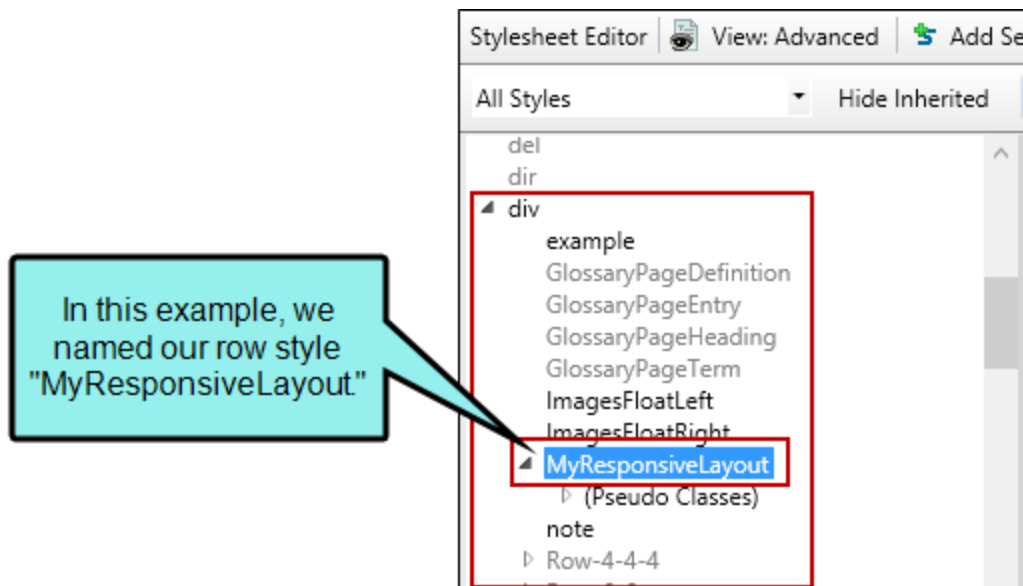 Stylesheet Editor View: Advanced Add Se
All Styles Hide Inherited
del
dir
div
example
GlossaryPageDefinition
GlossaryPageEntry
GlossaryPageHeading
GlossaryPageTerm
ImagesFloatLeft
ImagesFloatRight
MyResponsiveLayout
(Pseudo Classes)
note
Row-4-4-4
In this example, we
named our row style
"MyResponsiveLayout."